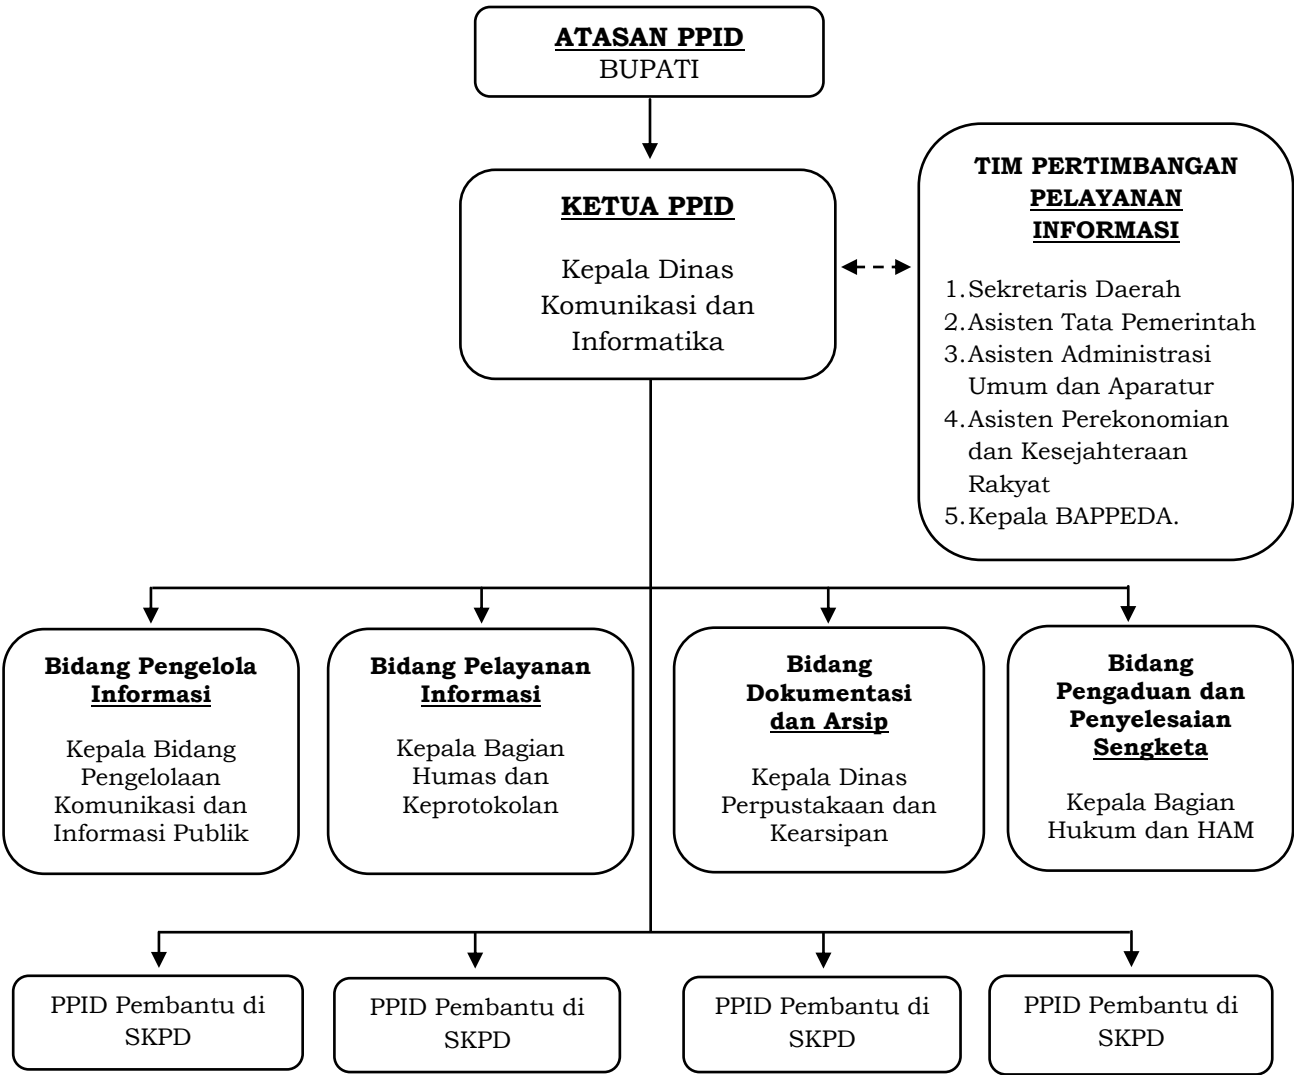 ATASAN PPID
BUPATI
KETUA PPID
Kepala Dinas
Komunikasi dan
Informatika
TIM PERTIMBANGAN
PELAYANAN
INFORMASI
1.Sekretaris Daerah
2.Asisten Tata Pemerintah
3.Asisten Administrasi
Umum dan Aparatur
4.Asisten Perekonomian
dan Kesejahteraan
Rakyat
5.Kepala BAPPEDA.
Bidang Pengelola
Informasi
Kepala Bidang
Pengelolaan
Komunikasi dan
Informasi Publik
Bidang Pelayanan
Informasi
Kepala Bagian
Humas dan
Keprotokolan
Bidang
Dokumentasi
dan Arsip
Kepala Dinas
Perpustakaan dan
Kearsipan
Bidang
Pengaduan dan
Penyelesaian
Sengketa
Kepala Bagian
Hukum dan HAM
PPID Pembantu di
SKPD
PPID Pembantu di
SKPD
PPID Pembantu di
SKPD
PPID Pembantu di
SKPD